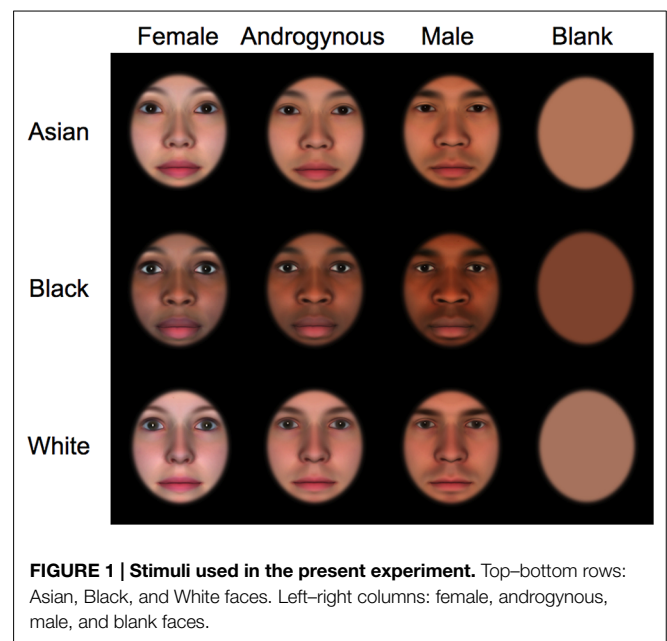 Female Androgynous Male Blank
Asian
Black
White
FIGURE 1 | Stimuli used in the present experiment. Top–bottom rows:
Asian, Black, and White faces. Left–right columns: female, androgynous,
male, and blank faces.